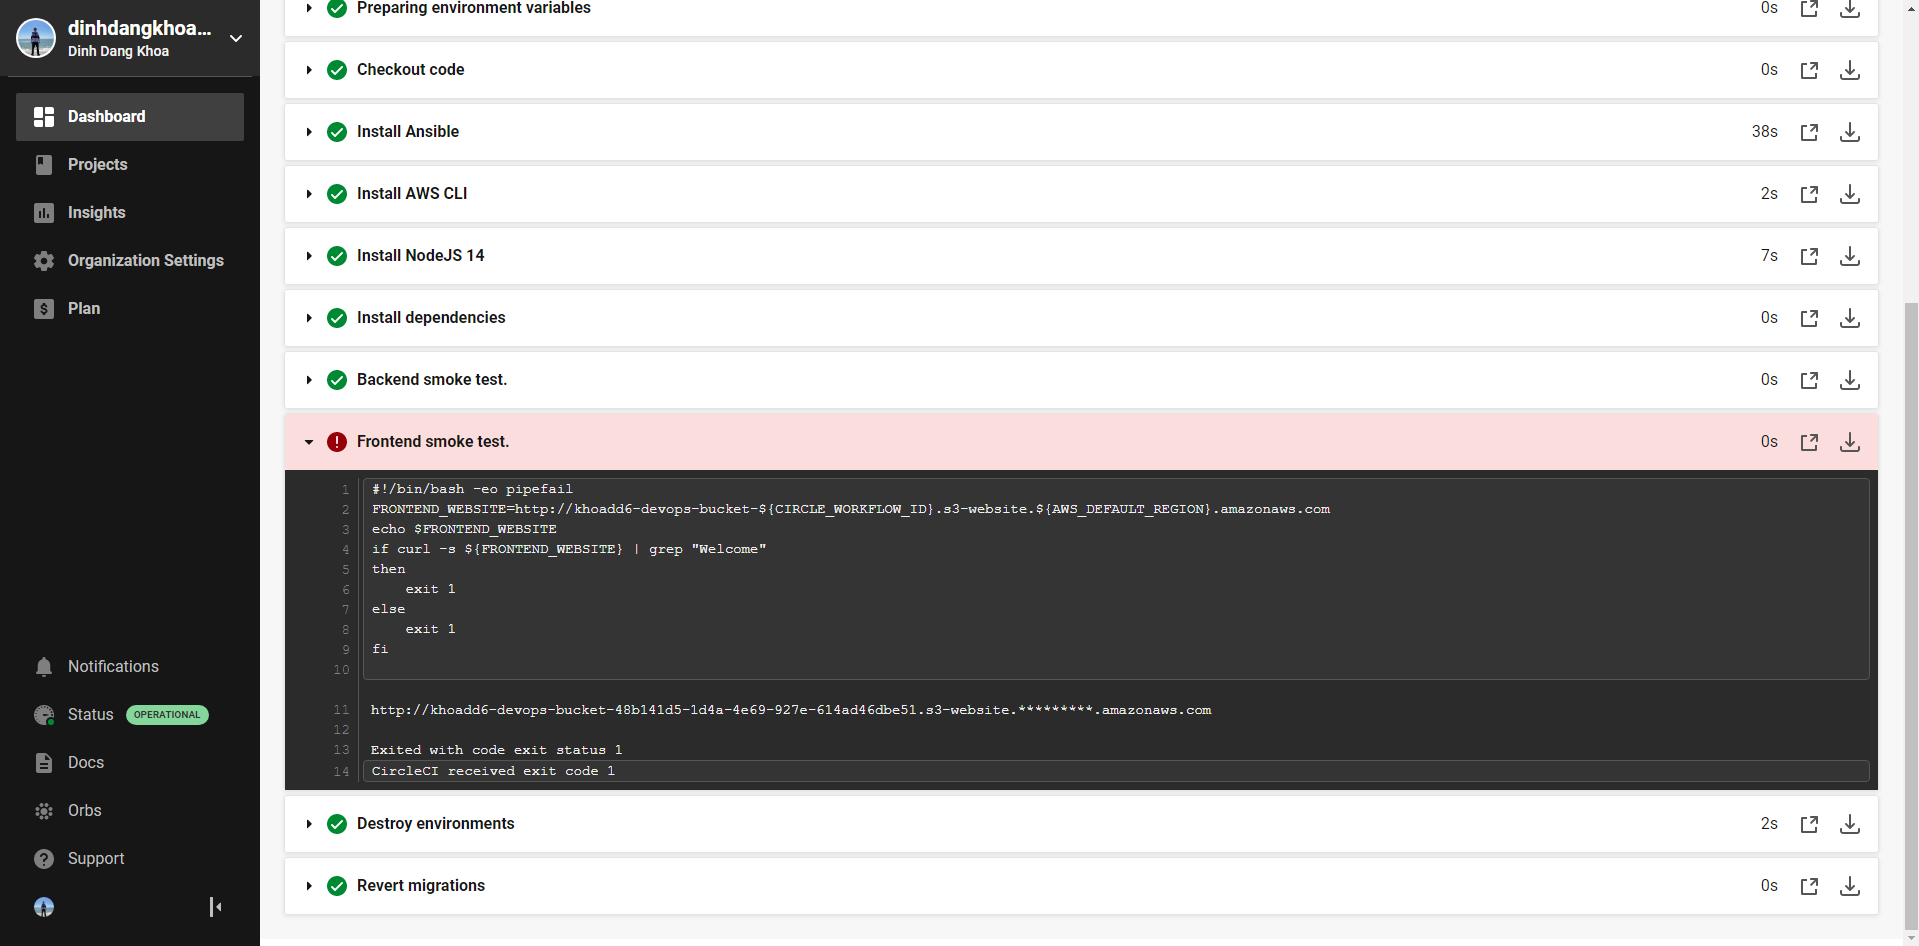 dinhdangkhoa...
Dinh Dang Khoa
Dashboard
Projects
Insights
Organization Settings
Plan
Notifications
Status OPERATIONAL
Docs
Orbs
Support
Preparing environment variables 0s
Checkout code 0s
Install Ansible 38s
Install AWS CLI 2s
Install NodeJS 14 7s
Install dependencies 0s
Backend smoke test. 0s
Frontend smoke test. 0s
1 #!/bin/bash -eo pipefail
2 FRONTEND_WEBSITE=http://khoadd6-devops-bucket-${CIRCLE_WORKFLOW_ID}.s3-website.${AWS_DEFAULT_REGION}.amazonaws.com
3 echo $FRONTEND_WEBSITE
4 if curl -s ${FRONTEND_WEBSITE} | grep "Welcome"
5 then
6     exit 1
7 else
8     exit 1
9 fi
10
11 http://khoadd6-devops-bucket-48b141d5-1d4a-4e69-927e-614ad46dbe51.s3-website.*********.amazonaws.com
12
13 Exited with code exit status 1
14 CircleCI received exit code 1
Destroy environments 2s
Revert migrations 0s